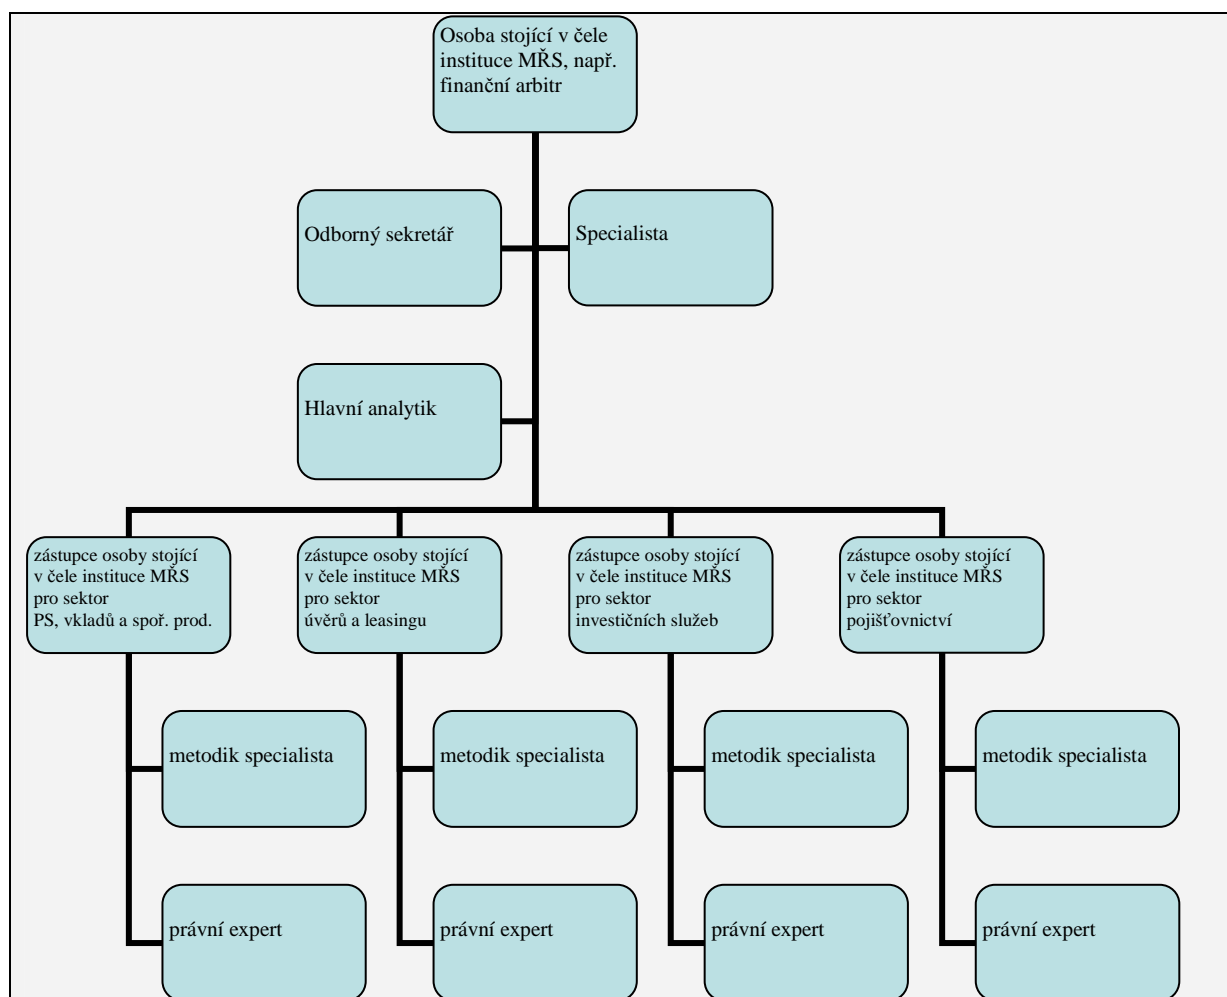 Osoba stojící v čele
instituce MŘS, např.
finanční arbitr
Odborný sekretář
Specialista
Hlavní analytik
zástupce osoby stojící
v čele instituce MŘS
pro sektor
PS, vkladů a spoř. prod.
zástupce osoby stojící
v čele instituce MŘS
pro sektor
úvěrů a leasingu
zástupce osoby stojící
v čele instituce MŘS
pro sektor
investičních služeb
zástupce osoby stojící
v čele instituce MŘS
pro sektor
pojišťovnictví
metodik specialista
metodik specialista
metodik specialista
metodik specialista
právní expert
právní expert
právní expert
právní expert